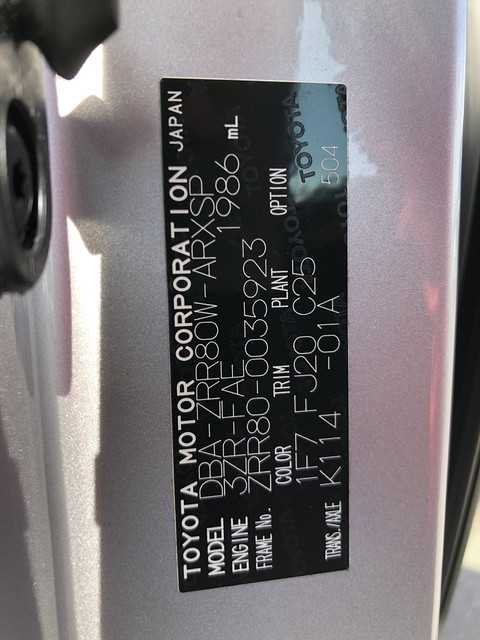 TOYOTA MOTOR CORPORATION JAPAN
MODEL DBA-ZRR80W-ARXSP
ENGINE 3ZR-FAE 1986 mL
FRAME No. ZRR80-0035923
COLOR TRIM PLANT OPTION
1F7 FJ20 C25
TRANS./AXLE K114 -01A 504